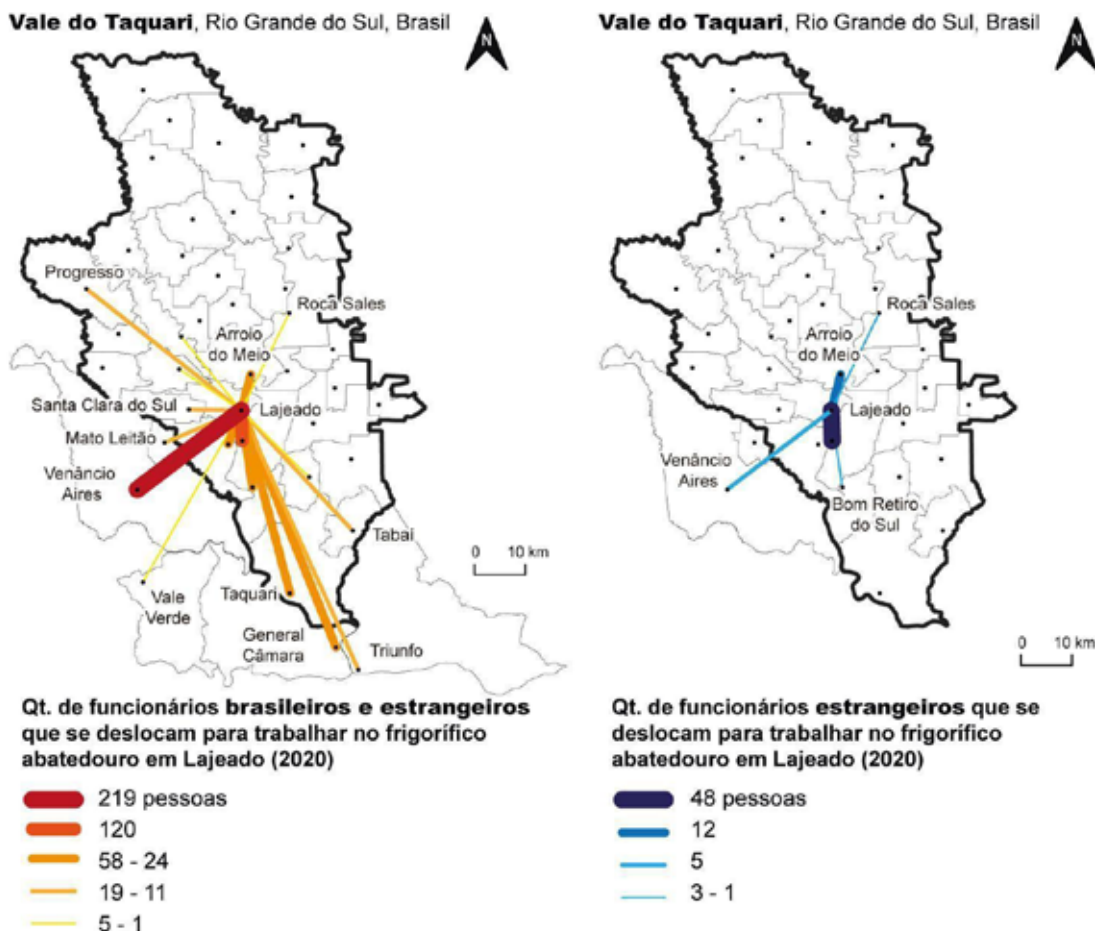 Vale do Taquari, Rio Grande do Sul, Brasil
N
Progresso
Roca Sales
Arroio
do Meio
Santa Clara do Sul
Lajeado
Mato Leitão
Venâncio
Aires
Tabaí
0 10 km
Vale
Verde
Taquari
General
Câmara
Triunfo
Qt. de funcionários brasileiros e estrangeiros
que se deslocam para trabalhar no frigorífico
abatedouro em Lajeado (2020)
219 pessoas
120
58 - 24
19 - 11
5 - 1
Vale do Taquari, Rio Grande do Sul, Brasil
N
Roca Sales
Arroio
do Meio
Lajeado
Venâncio
Aires
Bom Retiro
do Sul
0 10 km
Qt. de funcionários estrangeiros que se
deslocam para trabalhar no frigorífico
abatedouro em Lajeado (2020)
48 pessoas
12
5
3 - 1